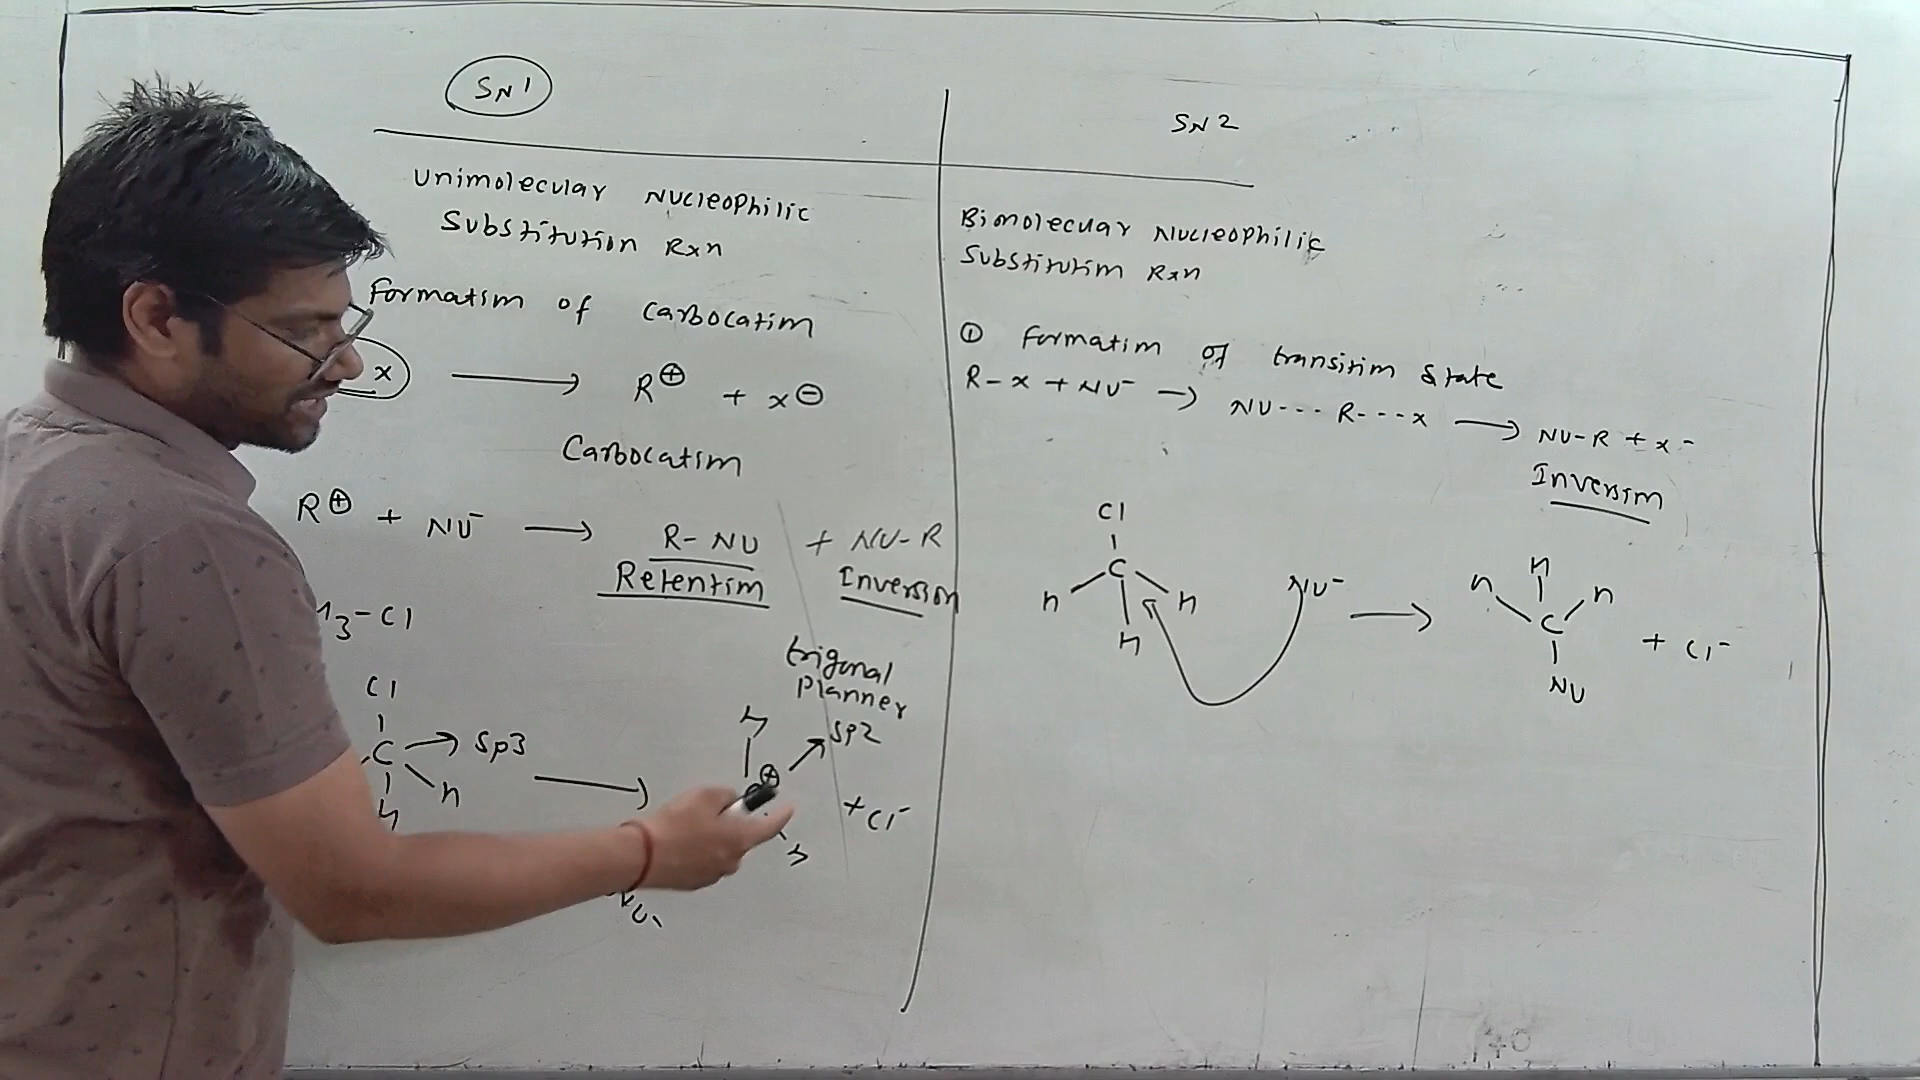 SN1
Unimolecular Nucleophilic
Substitution Rxn
Formation of Carbocation
x → R⊕ + x⊖
Carbocation
R⊕ + NU⁻ → R-NU + NU-R
Retention Inversion
3-Cl
Cl
C → Sp3
H
H
→
trigonal
planner
H
⊕ → SP2
H
+ Cl⁻
SN2
Bimolecular Nucleophilic
Substitution Rxn
① Formation of transition State
R-x + NU⁻ → NU---R---x → NU-R + x⁻
Inversion
Cl
C
H H
H
NU⁻ →
H
H H
C
NU
+ Cl⁻